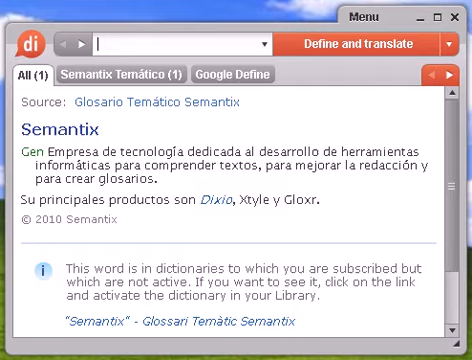 Menu
di
Define and translate
All (1) Semantix Temático (1) Google Define
Source: Glosario Temático Semantix
Semantix
Gen Empresa de tecnología dedicada al desarrollo de herramientas
informáticas para comprender textos, para mejorar la redacción y
para crear glosarios.
Su principales productos son Dixio, Xtyle y Gloxr.
© 2010 Semantix
i
This word is in dictionaries to which you are subscribed but
which are not active. If you want to see it, click on the link
and activate the dictionary in your Library.
"Semantix" - Glossari Temàtic Semantix